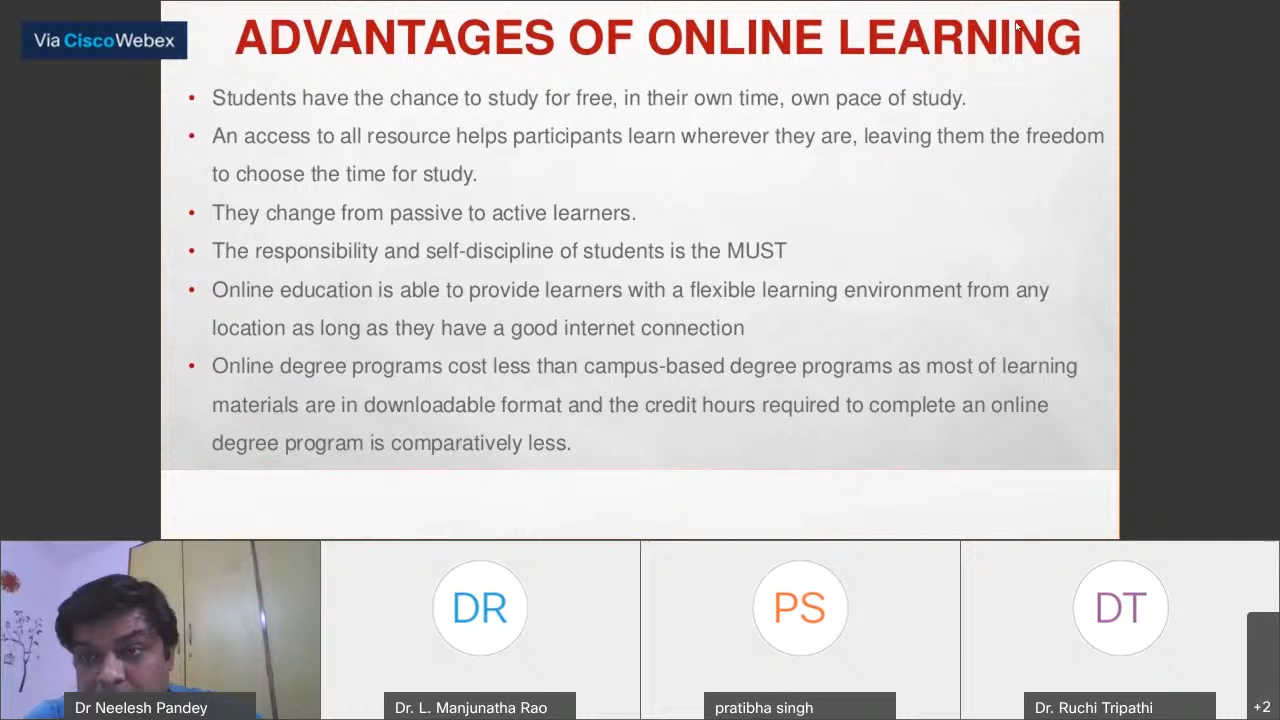 Via CiscoWebex
ADVANTAGES OF ONLINE LEARNING
• Students have the chance to study for free, in their own time, own pace of study.
• An access to all resource helps participants learn wherever they are, leaving them the freedom
to choose the time for study.
• They change from passive to active learners.
• The responsibility and self-discipline of students is the MUST
• Online education is able to provide learners with a flexible learning environment from any
location as long as they have a good internet connection
• Online degree programs cost less than campus-based degree programs as most of learning
materials are in downloadable format and the credit hours required to complete an online
degree program is comparatively less.
DR
PS
DT
Dr Neelesh Pandey
Dr. L. Manjunatha Rao
pratibha singh
Dr. Ruchi Tripathi
+2